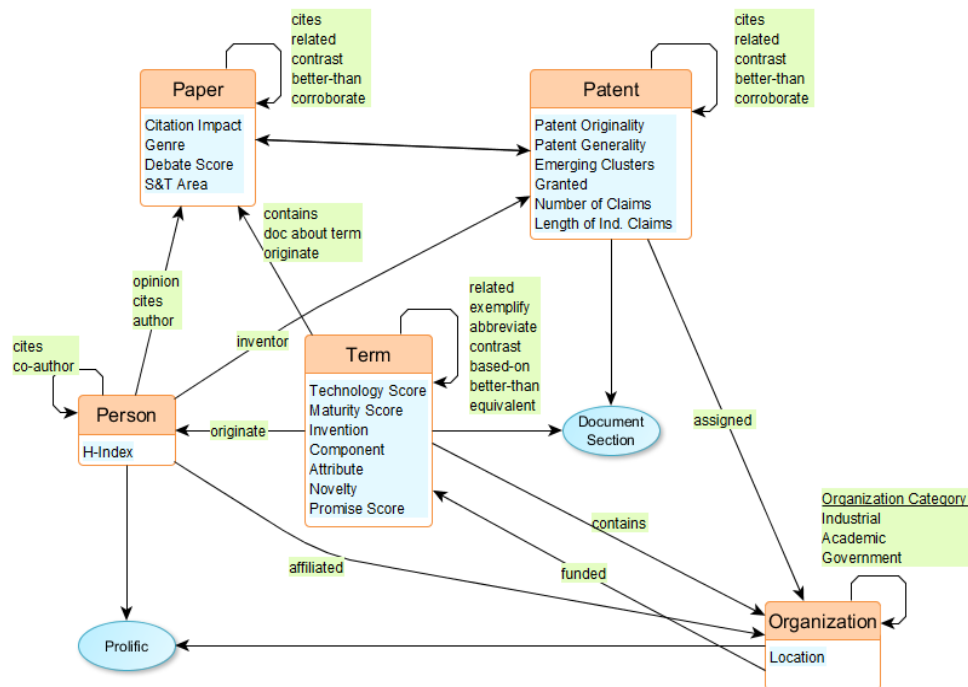 cites
related
contrast
better-than
corroborate
Paper
Citation Impact
Genre
Debate Score
S&T Area
cites
related
contrast
better-than
corroborate
Patent
Patent Originality
Patent Generality
Emerging Clusters
Granted
Number of Claims
Length of Ind. Claims
contains
doc about term
originate
opinion
cites
author
inventor
related
exemplify
abbreviate
contrast
based-on
better-than
equivalent
Term
Technology Score
Maturity Score
Invention
Component
Attribute
Novelty
Promise Score
cites
co-author
Person
H-Index
originate
Document
Section
assigned
contains
funded
affiliated
Organization Category
Industrial
Academic
Government
Organization
Location
Prolific